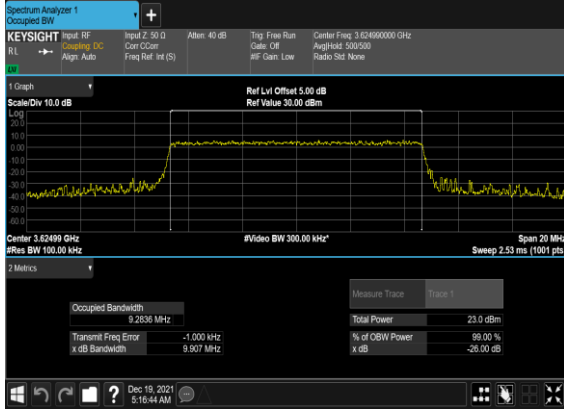 Spectrum Analyzer 1
Occupied BW
+
KEYSIGHT
RL
Input: RF
Coupling: DC
Align: Auto
Input Z: 50 Ω
Corr CCorr
Freq Ref: Int (S)
Atten: 40 dB
Trig: Free Run
Gate: Off
#IF Gain: Low
Center Freq: 3.624990000 GHz
Avg|Hold: 500/500
Radio Std: None
LW
1 Graph
Scale/Div 10.0 dB
Ref Lvl Offset 5.00 dB
Ref Value 30.00 dBm
Log
20.0
10.0
0.00
-10.0
-20.0
-30.0
-40.0
-50.0
-60.0
Center 3.62499 GHz
#Res BW 100.00 kHz
#Video BW 300.00 kHz*
Span 20 MHz
Sweep 2.53 ms (1001 pts)
2 Metrics
Occupied Bandwidth
9.2836 MHz
Transmit Freq Error -1.000 kHz
x dB Bandwidth 9.907 MHz
Measure Trace Trace 1
Total Power 23.0 dBm
% of OBW Power 99.00 %
x dB -26.00 dB
?
Dec 19, 2021
5:16:44 AM